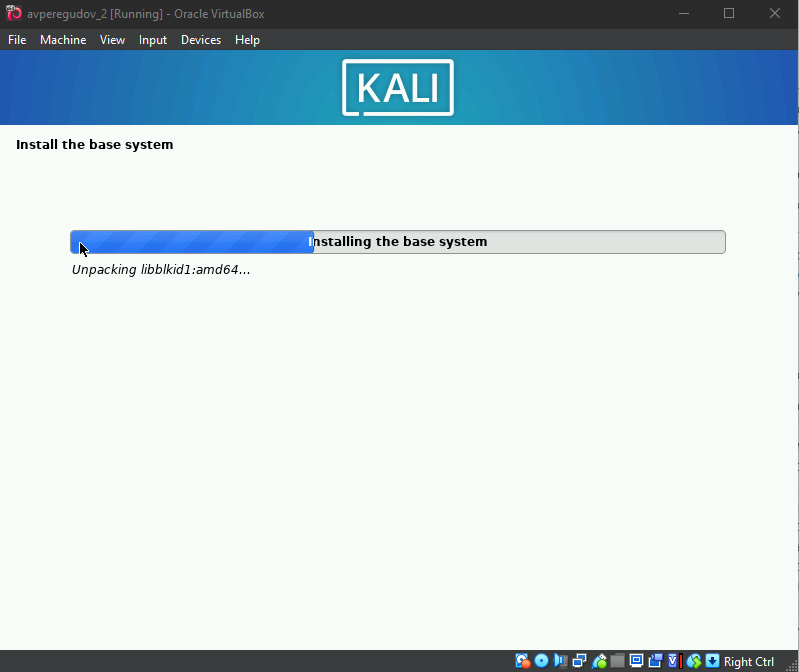 avperegudov_2 [Running] - Oracle VirtualBox
File Machine View Input Devices Help
KALI
Install the base system
Installing the base system
Unpacking libblkid1:amd64...
Right Ctrl